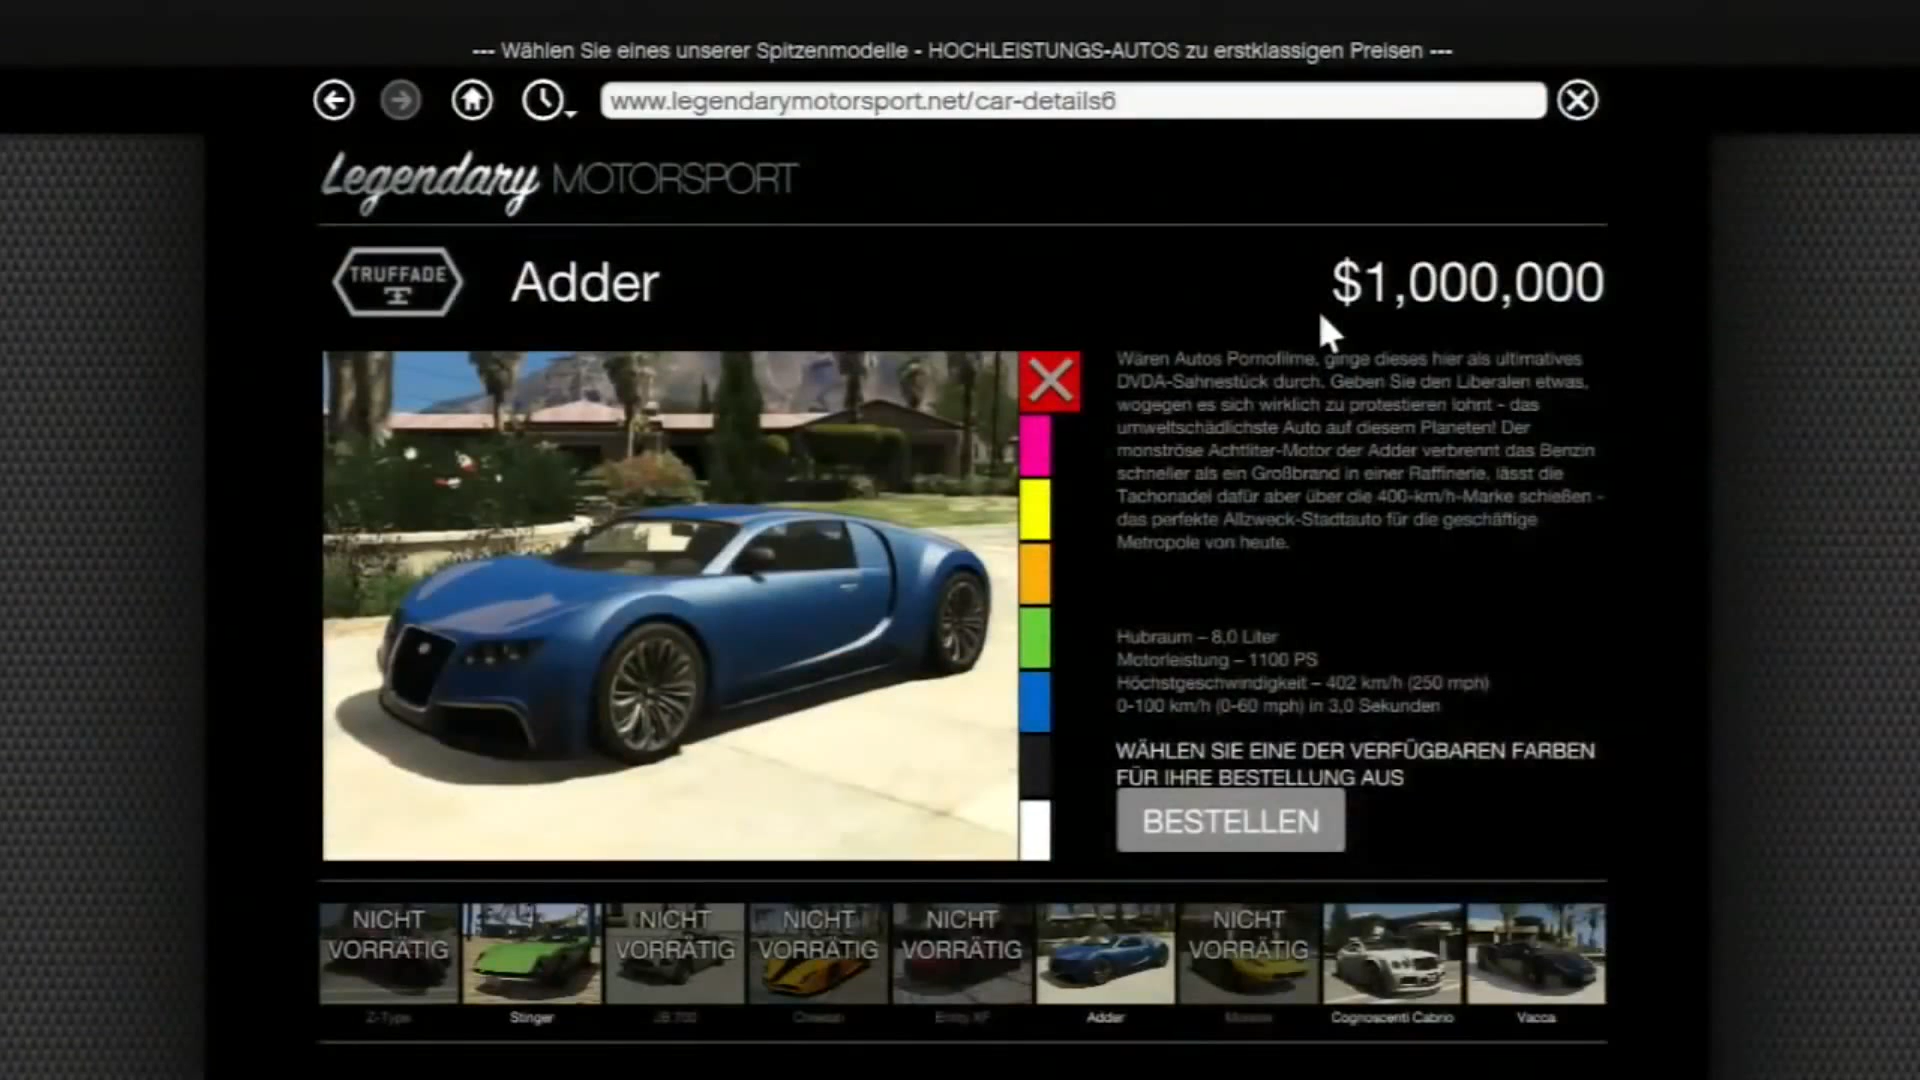 --- Wählen Sie eines unserer Spitzenmodelle - HOCHLEISTUNGS-AUTOS zu erstklassigen Preisen ---
www.legendarymotorsport.net/car-details6
Legendary MOTORSPORT
TRUFFADE
Adder
$1,000,000
Wären Autos Pornofilme, ginge dieses hier als ultimatives
DVDA-Sahnestück durch. Geben Sie den Liberalen etwas,
wogegen es sich wirklich zu protestieren lohnt - das
umweltschädlichste Auto auf diesem Planeten! Der
monströse Achtliter-Motor der Adder verbrennt das Benzin
schneller als ein Großbrand in einer Raffinerie, lässt die
Tachonadel dafür aber über die 400-km/h-Marke schießen -
das perfekte Allzweck-Stadtauto für die geschäftige
Metropole von heute.
Hubraum – 8,0 Liter
Motorleistung – 1100 PS
Höchstgeschwindigkeit – 402 km/h (250 mph)
0-100 km/h (0-60 mph) in 3,0 Sekunden
WÄHLEN SIE EINE DER VERFÜGBAREN FARBEN
FÜR IHRE BESTELLUNG AUS
BESTELLEN
NICHT VORRÄTIG
NICHT VORRÄTIG
NICHT VORRÄTIG
NICHT VORRÄTIG
NICHT VORRÄTIG
Z-Type
Stinger
JB 700
Cheetah
Entity XF
Adder
Cognoscenti Cabrio
Vacca